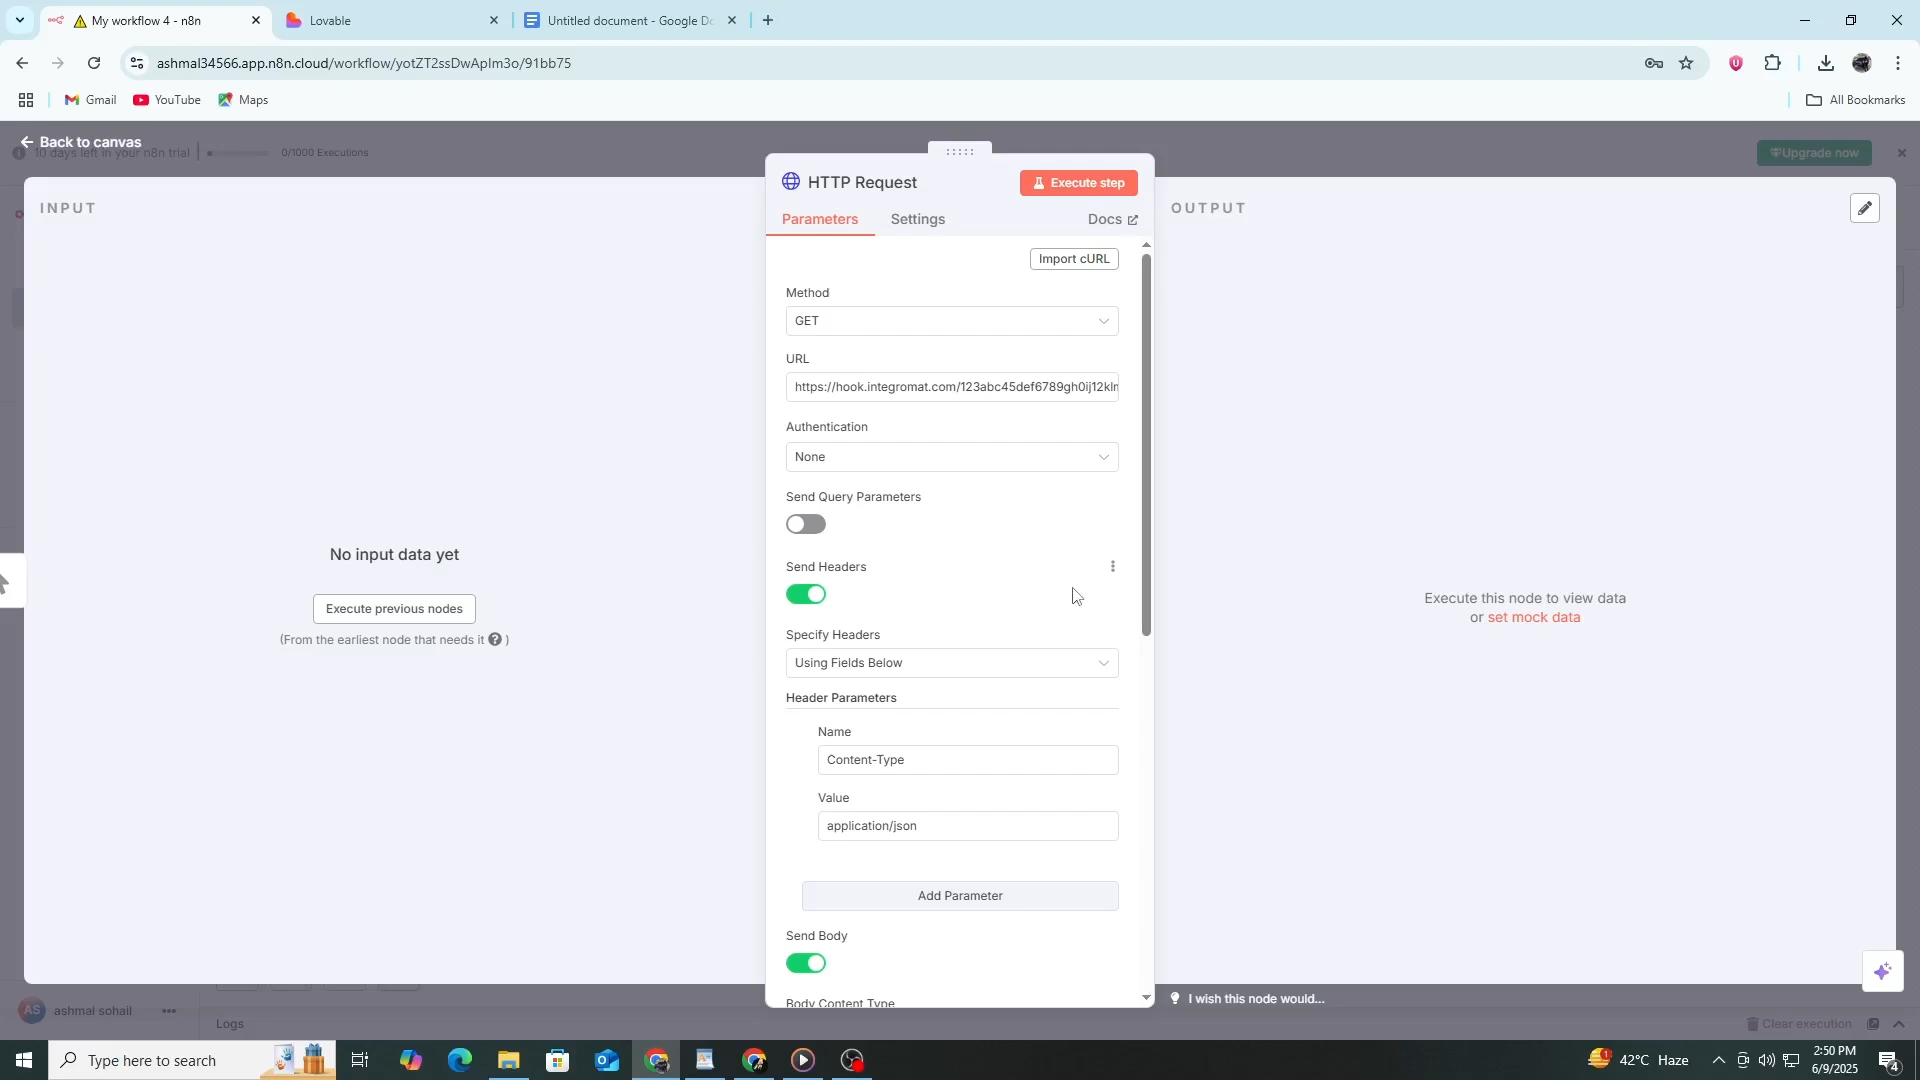 My workflow 4 - n8n
Lovable
Untitled document - Google Do
ashmal34566.app.n8n.cloud/workflow/yotZT2ssDwAplm3o/91bb75
Gmail
YouTube
Maps
All Bookmarks
Back to canvas
10 days left in your n8n trial
0/1000 Executions
Upgrade now
INPUT
HTTP Request
Execute step
OUTPUT
Parameters
Settings
Docs
Import cURL
Method
GET
URL
https://hook.integromat.com/123abc45def6789gh0ij12klm
Authentication
None
Send Query Parameters
Send Headers
No input data yet
Execute previous nodes
(From the earliest node that needs it ? )
Execute this node to view data
or set mock data
Specify Headers
Using Fields Below
Header Parameters
Name
Content-Type
Value
application/json
Add Parameter
Send Body
Body Content Type
I wish this node would...
AS
ashmal sohail
Logs
Clear execution
Type here to search
1
42°C Haze
2:50 PM
6/9/2025
4